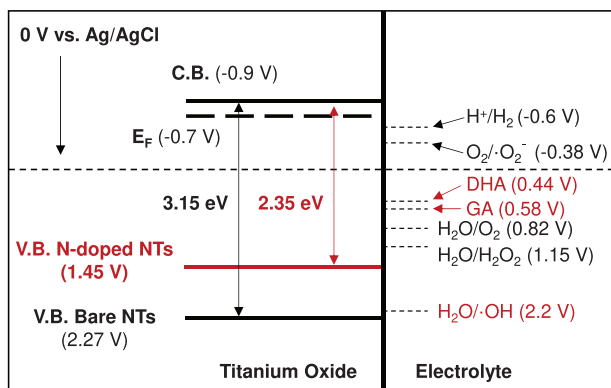 0 V vs. Ag/AgCl
C.B. (-0.9 V)
E_F (-0.7 V)
H⁺/H₂ (-0.6 V)
O₂/·O₂⁻ (-0.38 V)
3.15 eV
2.35 eV
DHA (0.44 V)
GA (0.58 V)
H₂O/O₂ (0.82 V)
H₂O/H₂O₂ (1.15 V)
V.B. N-doped NTs
(1.45 V)
V.B. Bare NTs
(2.27 V)
H₂O/·OH (2.2 V)
Titanium Oxide
Electrolyte